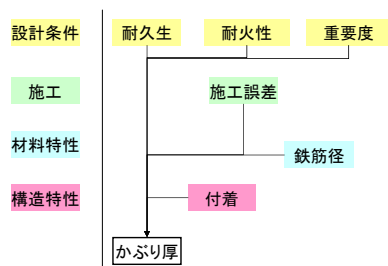 設計条件 耐久生 耐火性 重要度
施工 施工誤差
材料特性 鉄筋径
構造特性 付着
かぶり厚